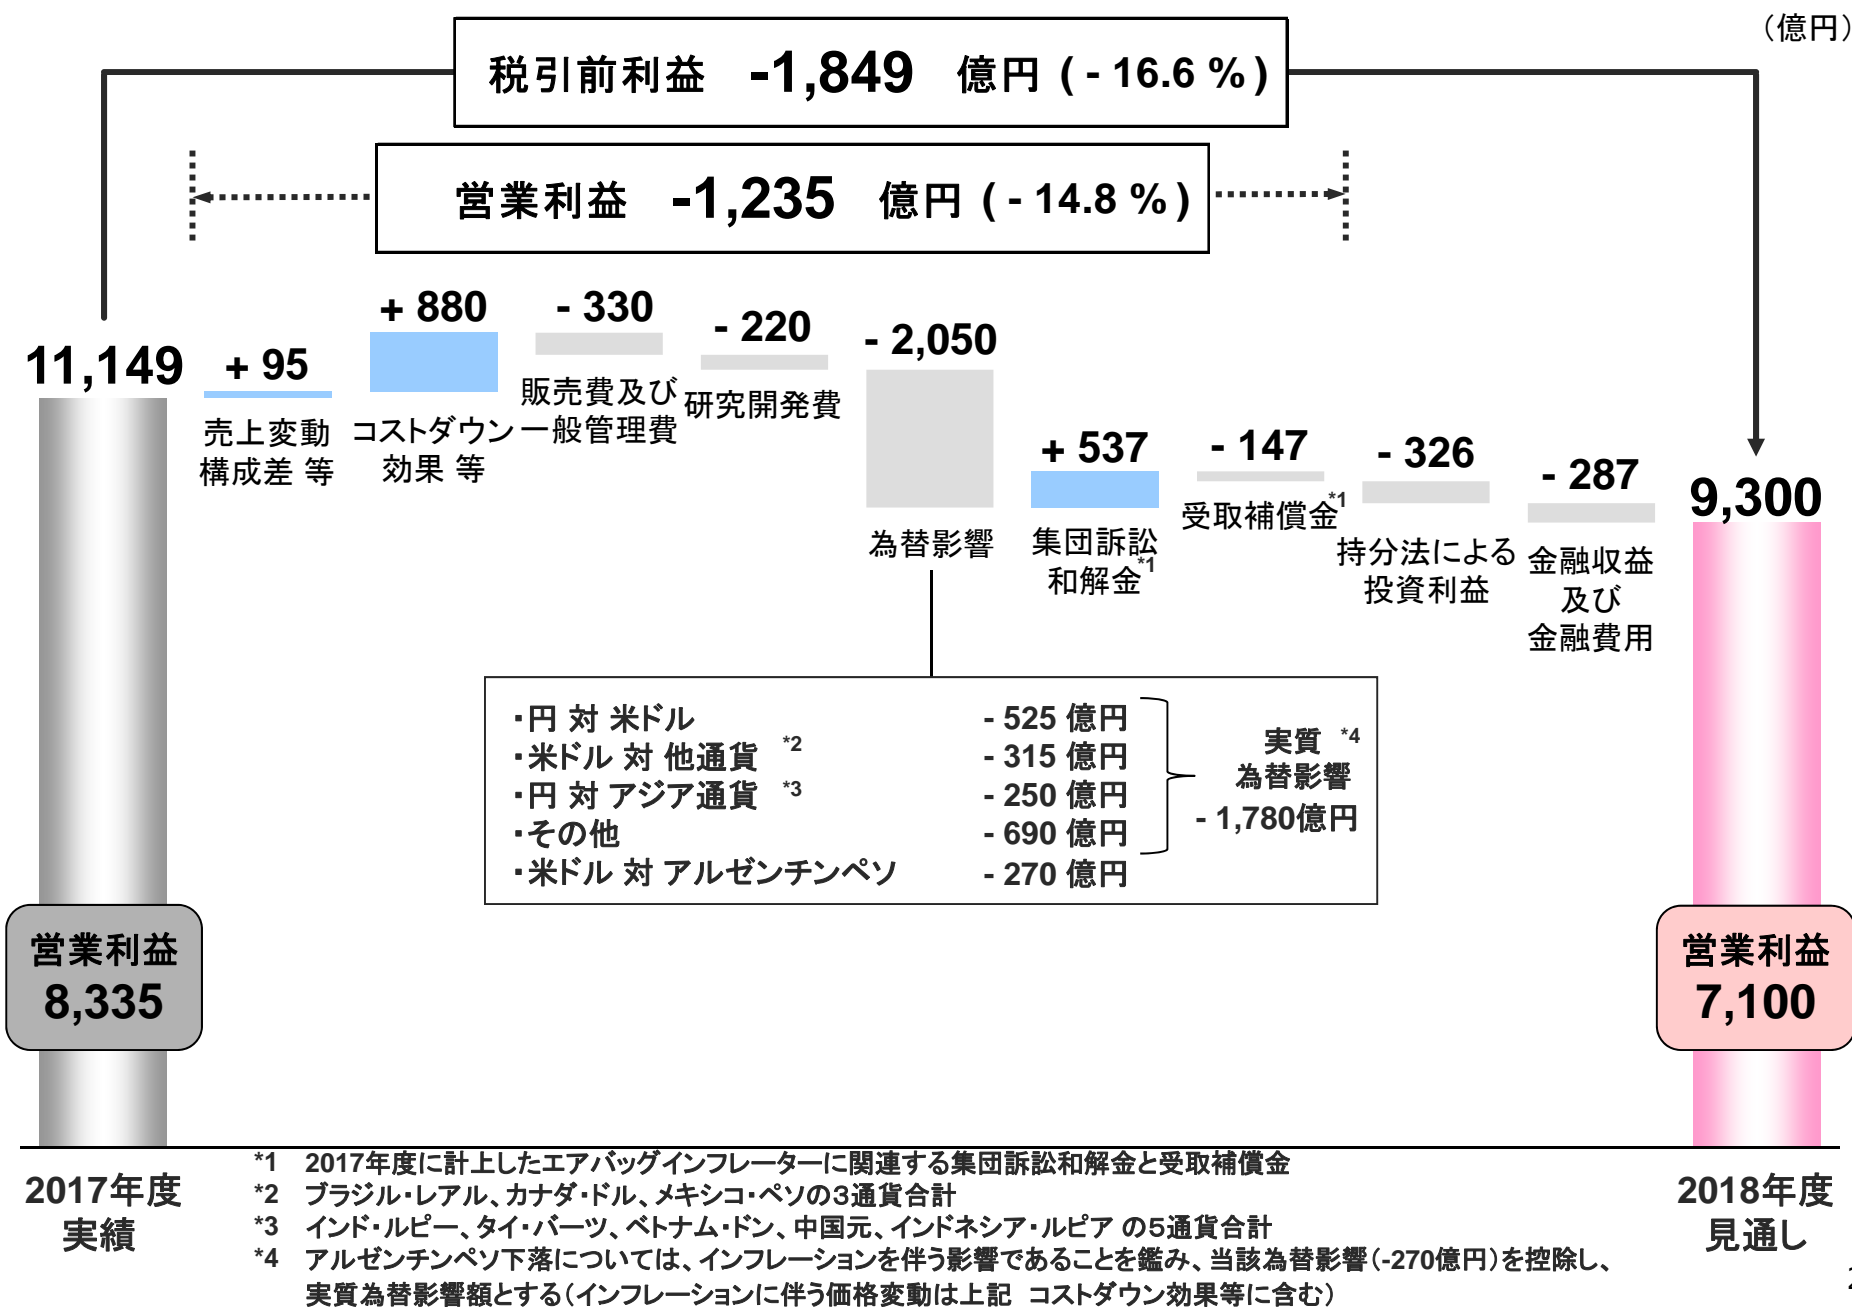 （億円）
税引前利益 -1,849 億円 ( - 16.6 % )
営業利益 -1,235 億円 ( - 14.8 % )
11,149
+ 95
売上変動
構成差 等
+ 880
コストダウン
効果 等
- 330
販売費及び
一般管理費
- 220
研究開発費
- 2,050
為替影響
+ 537
集団訴訟
和解金*1
- 147
受取補償金*1
- 326
持分法による
投資利益
- 287
金融収益
及び
金融費用
9,300
・円 対 米ドル - 525 億円
・米ドル 対 他通貨 *2 - 315 億円
・円 対 アジア通貨 *3 - 250 億円
・その他 - 690 億円
・米ドル 対 アルゼンチンペソ - 270 億円
実質 *4
為替影響
- 1,780億円
営業利益
8,335
営業利益
7,100
2017年度
実績
2018年度
見通し
*1 2017年度に計上したエアバッグインフレーターに関連する集団訴訟和解金と受取補償金
*2 ブラジル・レアル、カナダ・ドル、メキシコ・ペソの３通貨合計
*3 インド・ルピー、タイ・バーツ、ベトナム・ドン、中国元、インドネシア・ルピア の５通貨合計
*4 アルゼンチンペソ下落については、インフレーションを伴う影響であることを鑑み、当該為替影響（-270億円）を控除し、
実質為替影響額とする（インフレーションに伴う価格変動は上記 コストダウン効果等に含む）